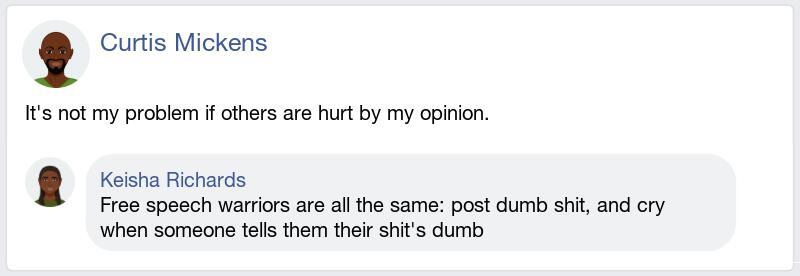 Curtis Mickens
It's not my problem if others are hurt by my opinion.
Keisha Richards
Free speech warriors are all the same: post dumb shit, and cry
when someone tells them their shit's dumb